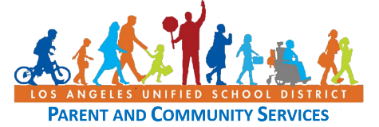 LOS ANGELES UNIFIED SCHOOL DISTRICT
PARENT AND COMMUNITY SERVICES